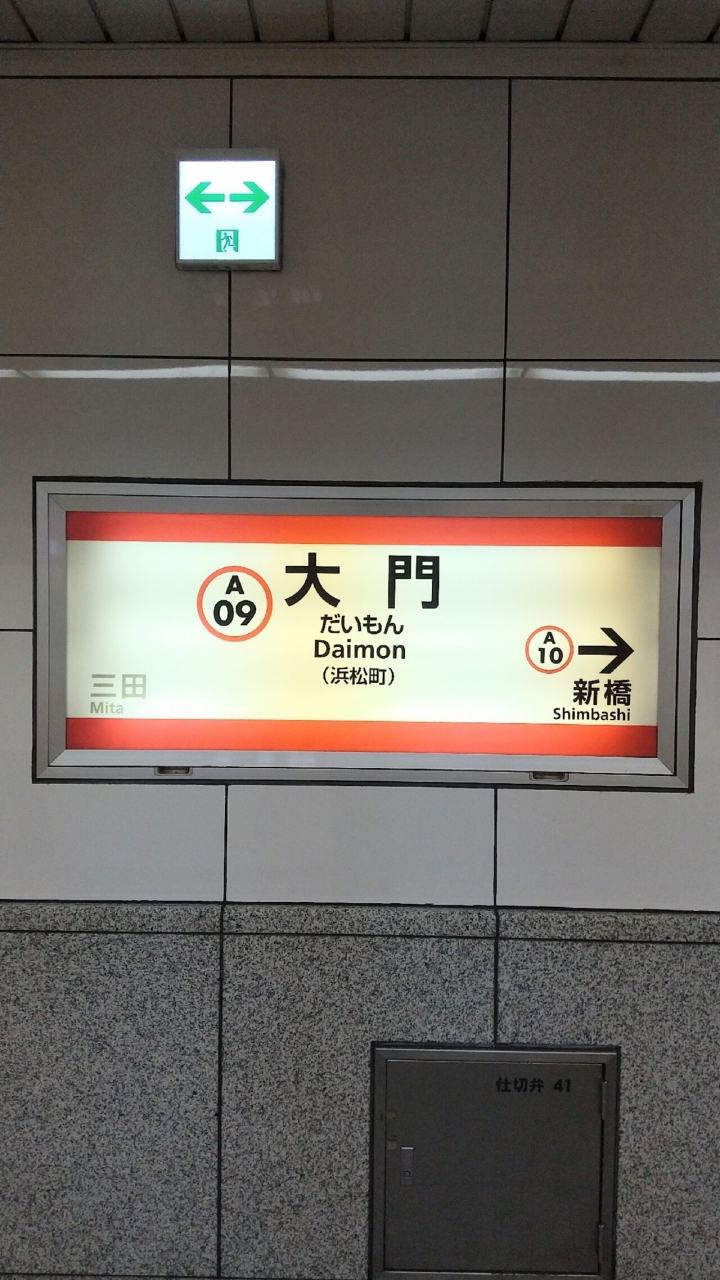 A
09
大門
だいもん
Daimon
(浜松町)
三田
Mita
A
10
新橋
Shimbashi
仕切弁 41